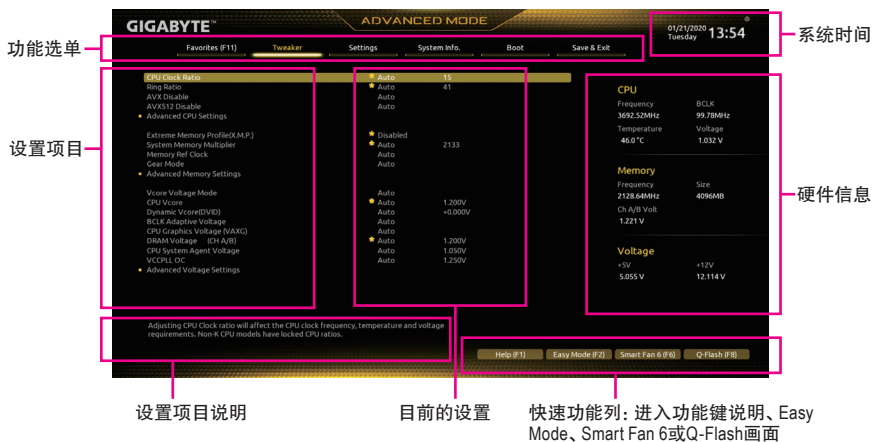 GIGABYTE™
ADVANCED MODE
01/21/2020
Tuesday
13:54
系统时间
功能选单
Favorites (F11) Tweaker Settings System Info. Boot Save & Exit
设置项目
CPU Clock Ratio Auto 15
Ring Ratio Auto 41
AVX Disable Auto
AVX512 Disable Auto
Advanced CPU Settings
Extreme Memory Profile(X.M.P.) Disabled
System Memory Multiplier Auto 2133
Memory Ref Clock Auto
Gear Mode Auto
Advanced Memory Settings
Vcore Voltage Mode Auto
CPU Vcore Auto 1.200V
Dynamic Vcore(DVID) Auto +0.000V
BCLK Adaptive Voltage Auto
CPU Graphics Voltage (VAXG) Auto
DRAM Voltage (CH A/B) Auto 1.200V
CPU System Agent Voltage Auto 1.050V
VCCPLL OC Auto 1.250V
Advanced Voltage Settings
CPU
Frequency BCLK
3692.52MHz 99.78MHz
Temperature Voltage
46.0 °C 1.032 V
Memory
Frequency Size
2128.64MHz 4096MB
Ch A/B Volt
1.221 V
Voltage
+5V +12V
5.055 V 12.114 V
硬件信息
Adjusting CPU Clock ratio will affect the CPU clock frequency, temperature and voltage
requirements. Non-K CPU models have locked CPU ratios.
Help (F1) Easy Mode (F2) Smart Fan 6 (F6) Q-Flash (F8)
设置项目说明
目前的设置
快速功能列：进入功能键说明、Easy
Mode、Smart Fan 6或Q-Flash画面